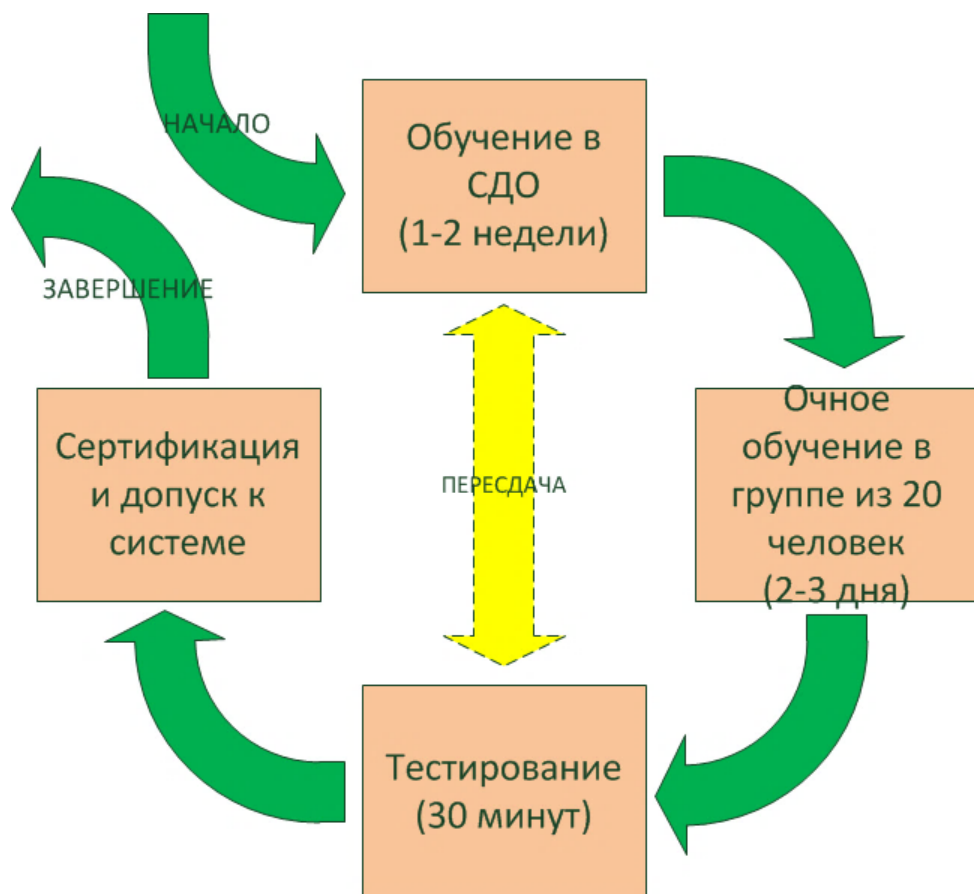 НАЧАЛО
Обучение в
СДО
(1-2 недели)
ЗАВЕРШЕНИЕ
Очное
обучение в
группе из 20
человек
(2-3 дня)
Сертификация
и допуск к
системе
ПЕРЕСДАЧА
Тестирование
(30 минут)